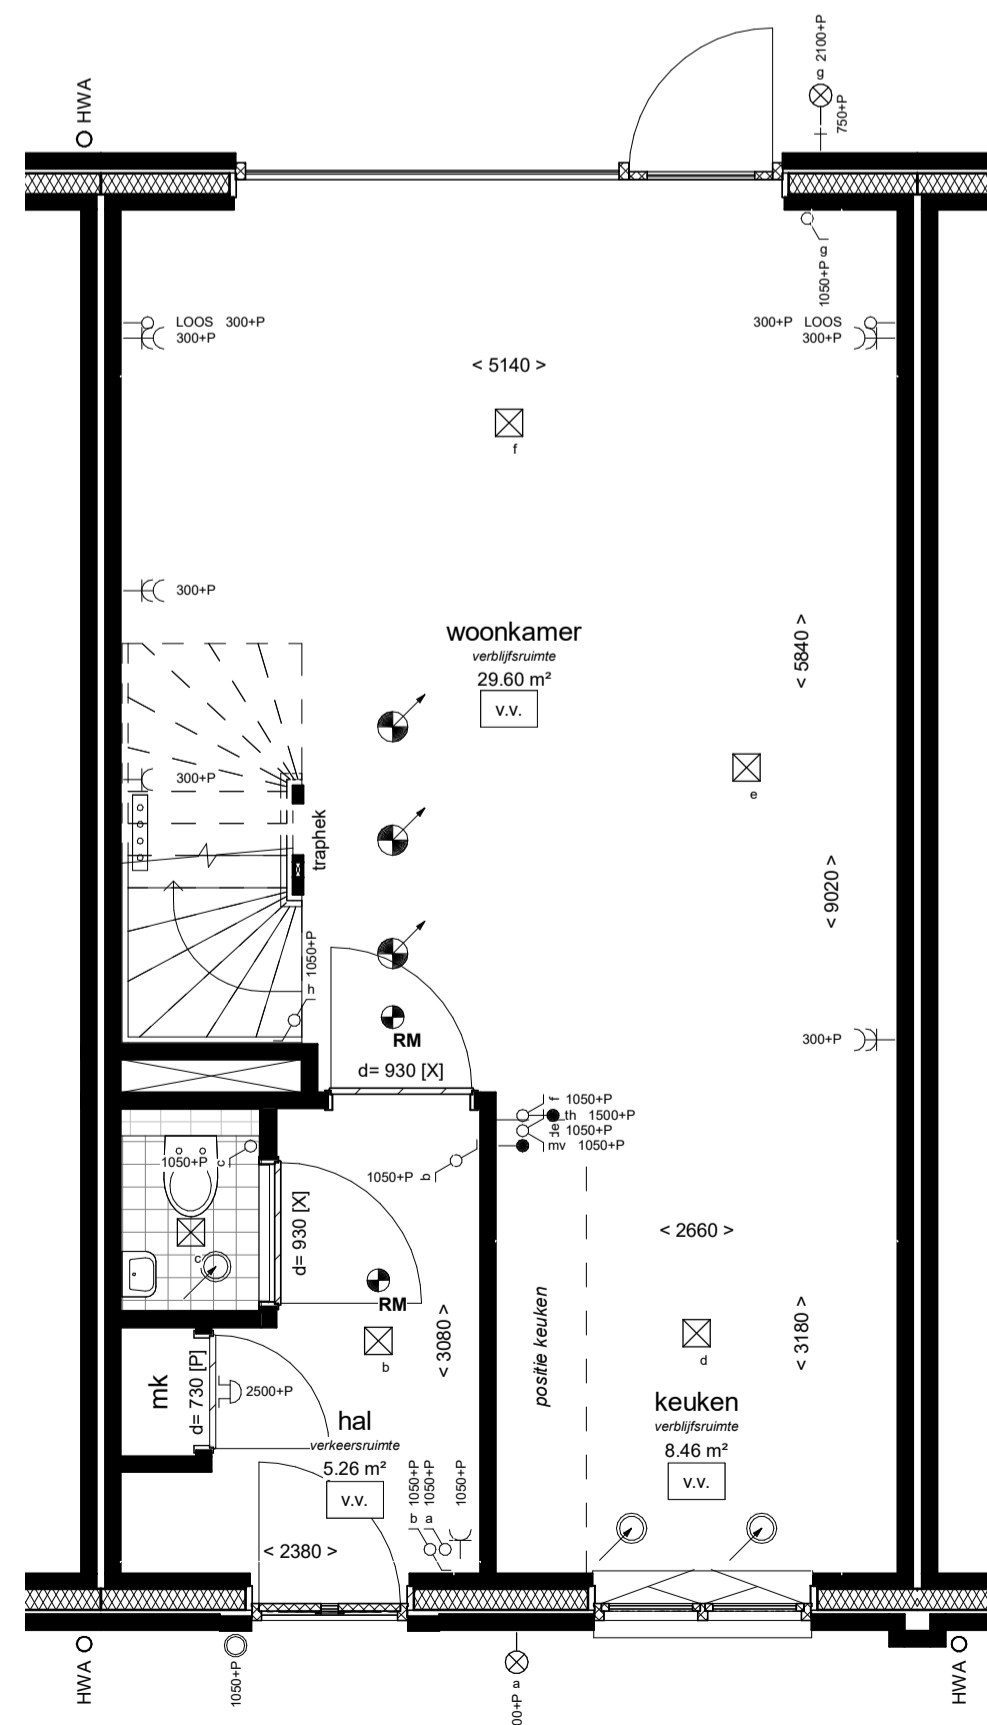 HWA
g 2100+P
750+P
g
1050+P
LOOS 300+P
300+P
300+P LOOS
300+P
< 5140 >
f
300+P
woonkamer
verblijfsruimte
29.60 m²
v.v.
< 5840 >
300+P
e
traphek
< 9020 >
h 1050+P
RM
d= 930 [X]
300+P
f 1050+P
th 1500+P
de 1050+P
mv 1050+P
1050+P c
1050+P b
d= 930 [X]
c
< 2660 >
RM
b
< 3080 >
positie keuken
d
< 3180 >
mk
d= 730 [P]
2500+P
hal
verkeersruimte
5.26 m²
v.v.
keuken
verblijfsruimte
8.46 m²
v.v.
b 1050+P
a 1050+P
1050+P
< 2380 >
HWA
1050+P
00+P a
HWA